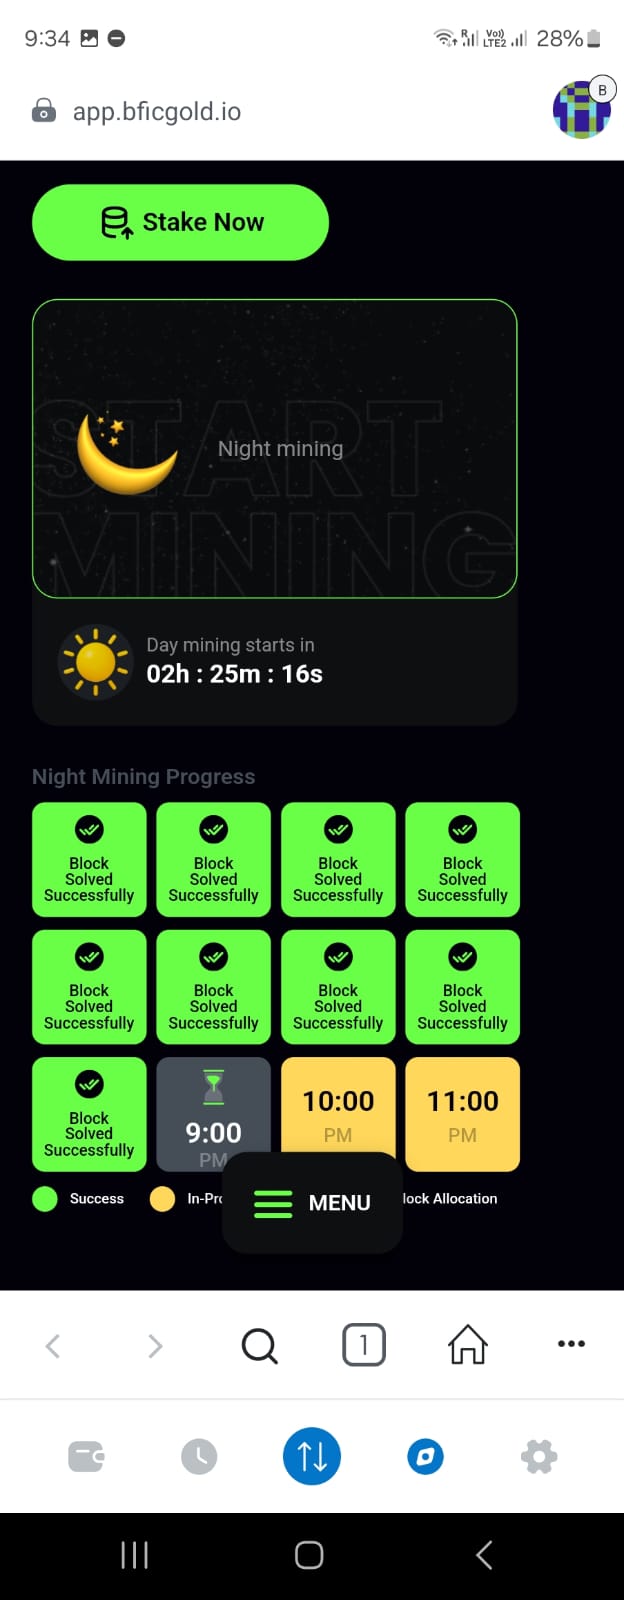 9:34
R
Vo))
LTE2
28%
app.bficgold.io
B
Stake Now
START
MINING
Night mining
Day mining starts in
02h : 25m : 16s
Night Mining Progress
Block
Solved
Successfully
Block
Solved
Successfully
Block
Solved
Successfully
Block
Solved
Successfully
Block
Solved
Successfully
Block
Solved
Successfully
Block
Solved
Successfully
Block
Solved
Successfully
Block
Solved
Successfully
9:00
PM
10:00
PM
11:00
PM
Success
In-Pro
lock Allocation
MENU
1